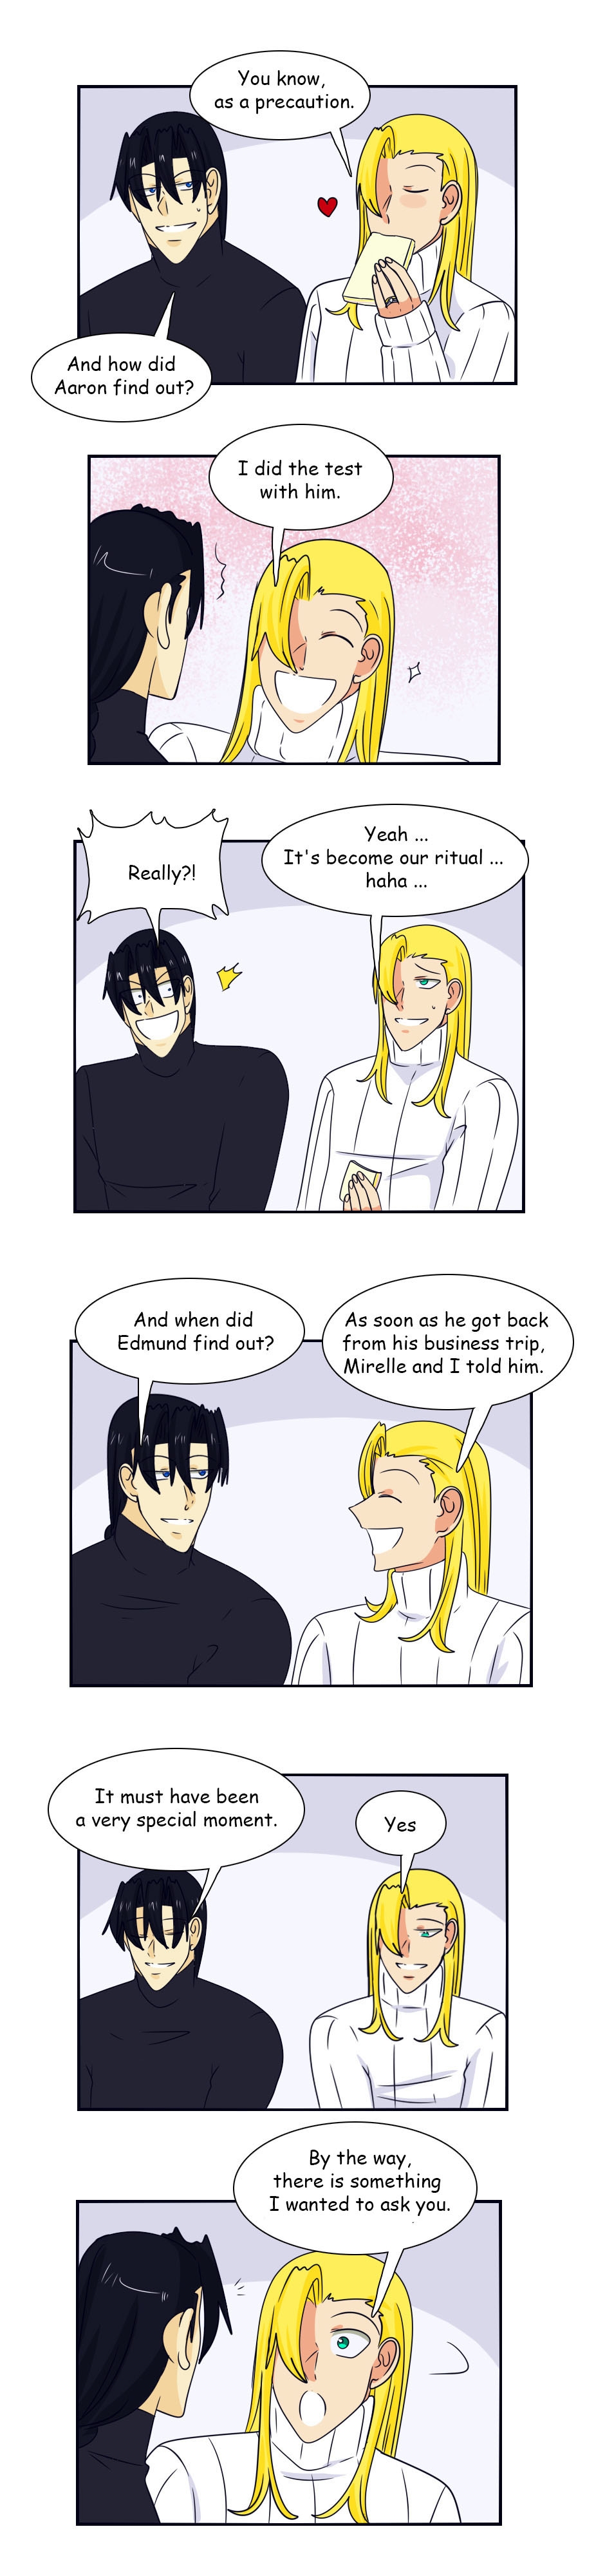 You know,
as a precaution.
And how did
Aaron find out?
I did the test
with him.
Really?!
Yeah ...
It's become our ritual ...
haha ...
And when did
Edmund find out?
As soon as he got back
from his business trip,
Mirelle and I told him.
It must have been
a very special moment.
Yes
By the way,
there is something
I wanted to ask you.